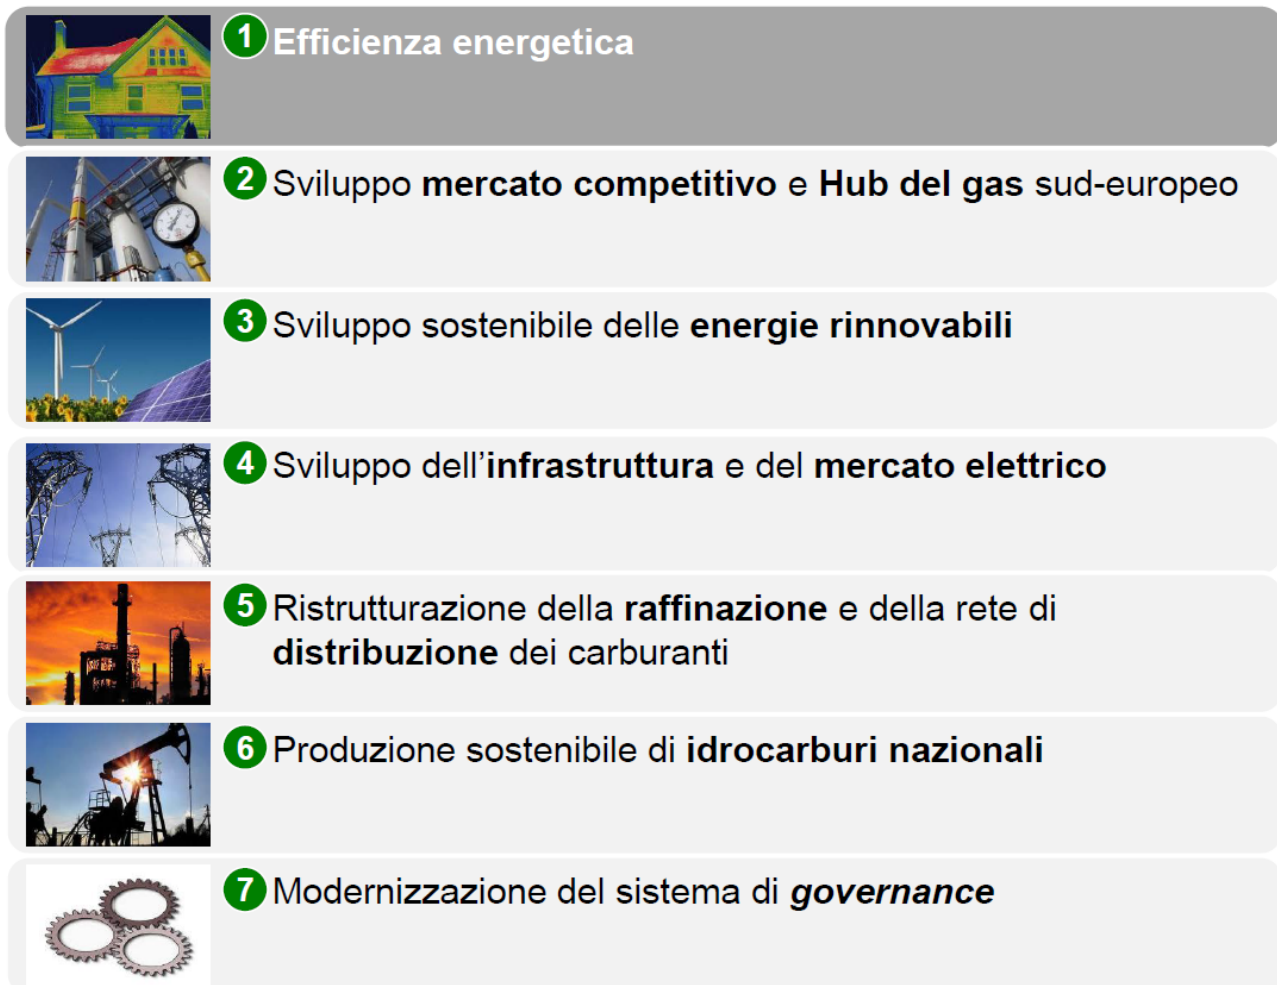 1 Efficienza energetica
2 Sviluppo mercato competitivo e Hub del gas sud-europeo
3 Sviluppo sostenibile delle energie rinnovabili
4 Sviluppo dell’infrastruttura e del mercato elettrico
5 Ristrutturazione della raffinazione e della rete di
distribuzione dei carburanti
6 Produzione sostenibile di idrocarburi nazionali
7 Modernizzazione del sistema di governance